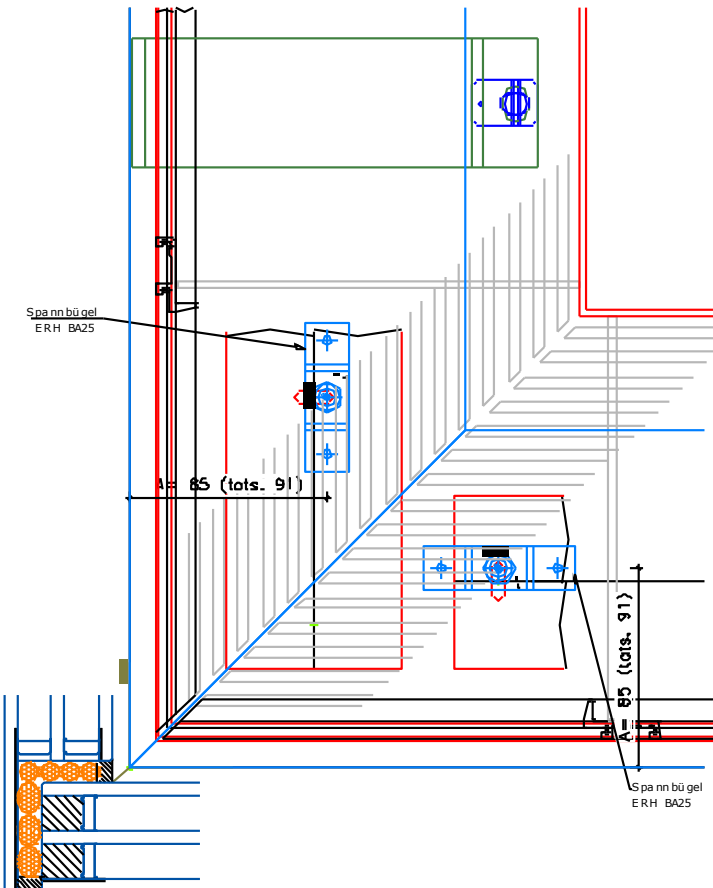 Spannbügel
ERH BA25
A= 85 (tats. 91)
A= 85 (tats. 91)
Spannbügel
ERH BA25